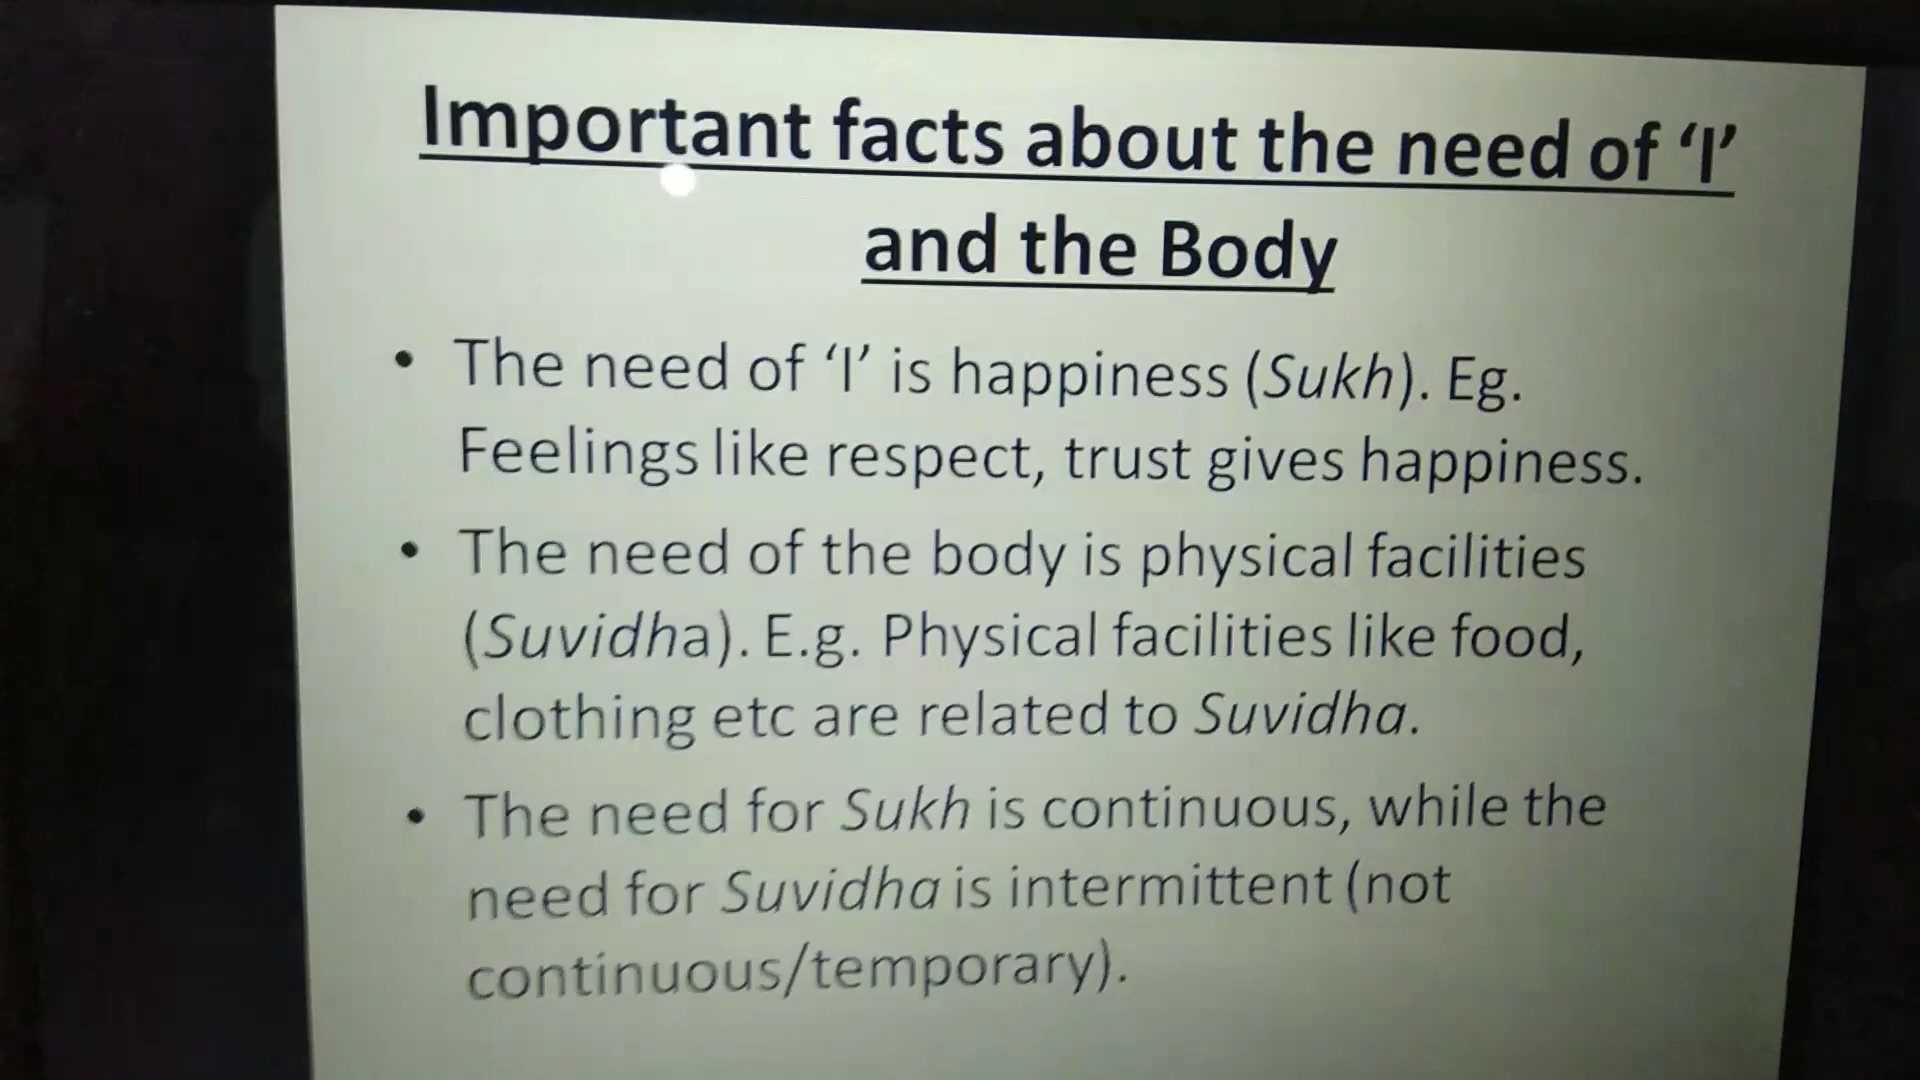 Important facts about the need of ‘I’
and the Body
• The need of ‘I’ is happiness (Sukh). Eg.
Feelings like respect, trust gives happiness.
• The need of the body is physical facilities
(Suvidha). E.g. Physical facilities like food,
clothing etc are related to Suvidha.
• The need for Sukh is continuous, while the
need for Suvidha is intermittent (not
continuous/temporary).